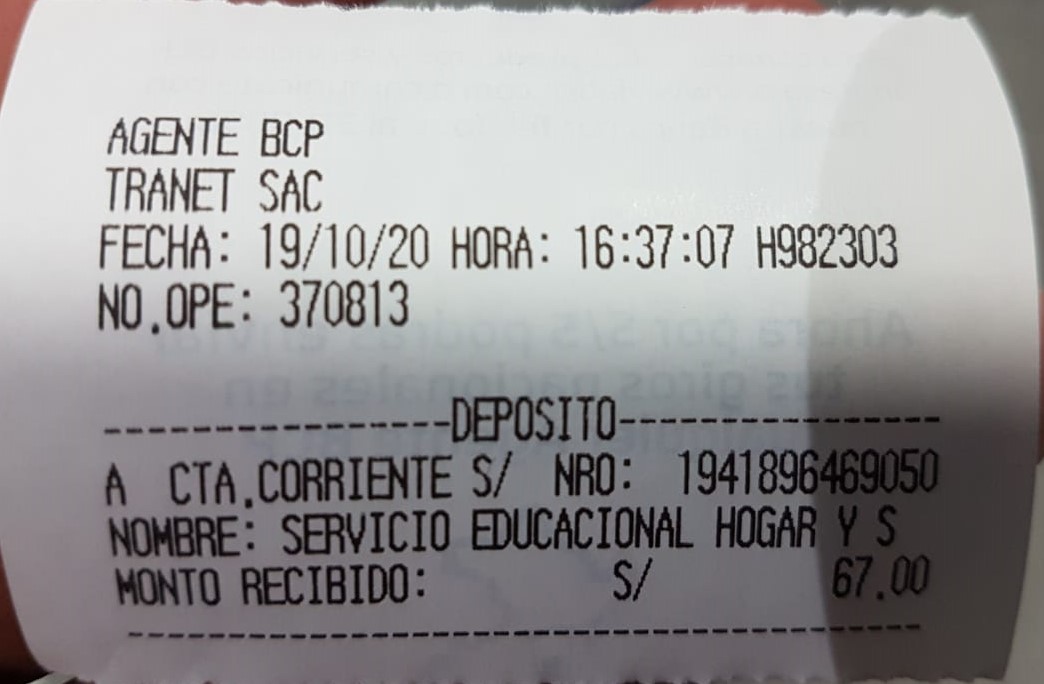 AGENTE BCP
TRANET SAC
FECHA: 19/10/20 HORA: 16:37:07 H982303
NO.OPE: 370813
----------------DEPOSITO----------------
A CTA.CORRIENTE S/ NRO: 1941896469050
NOMBRE: SERVICIO EDUCACIONAL HOGAR Y S
MONTO RECIBIDO: S/ 67.00
----------------------------------------